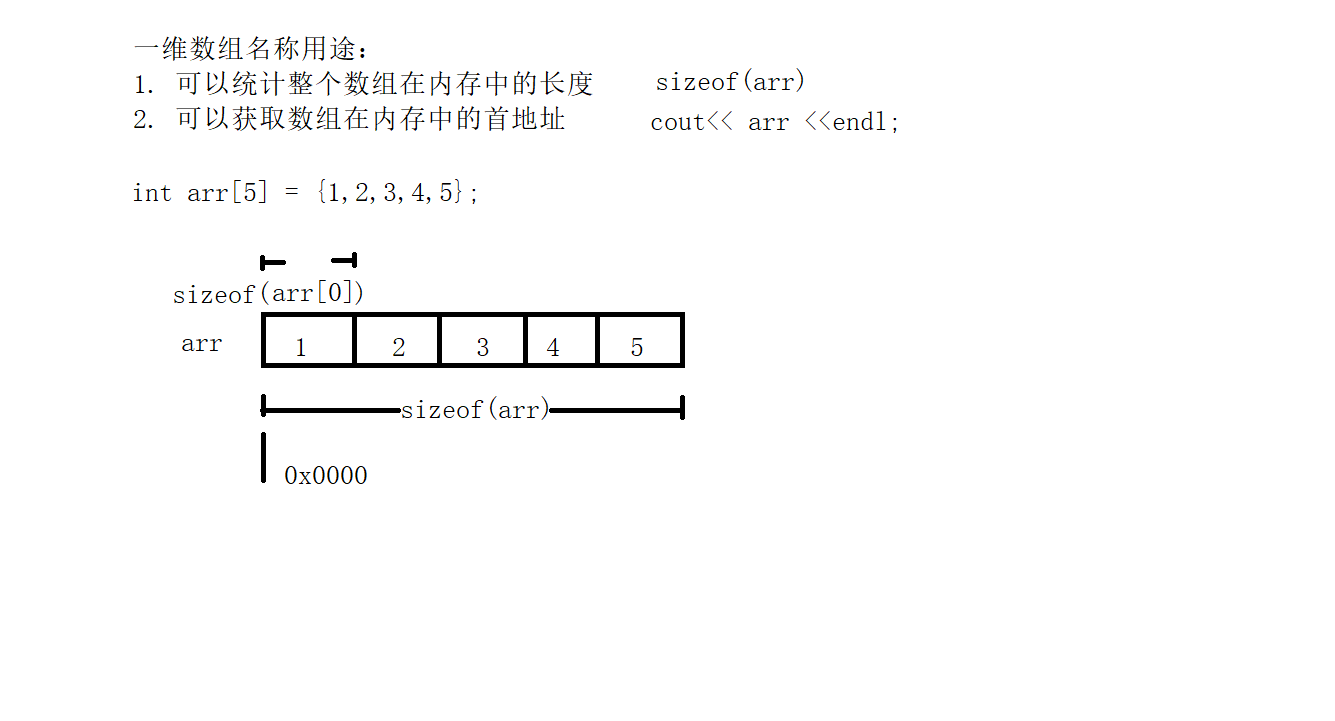 一维数组名称用途：
1. 可以统计整个数组在内存中的长度 sizeof(arr)
2. 可以获取数组在内存中的首地址 cout<< arr <<endl;
int arr[5] = {1,2,3,4,5};
sizeof(arr[0])
arr 1 2 3 4 5
sizeof(arr)
0x0000